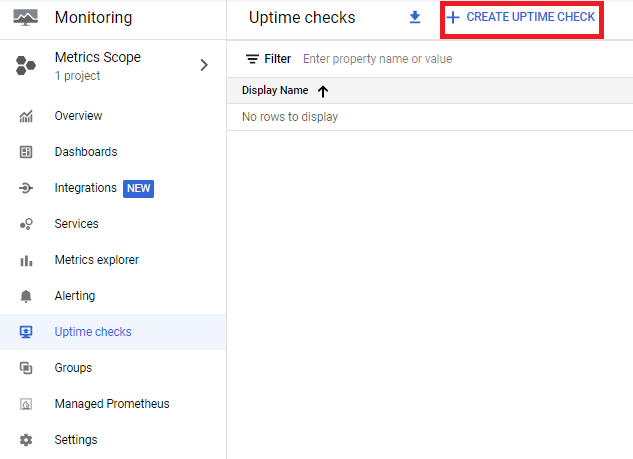 Monitoring
Uptime checks
CREATE UPTIME CHECK
Metrics Scope
1 project
Filter Enter property name or value
Display Name
No rows to display
Overview
Dashboards
Integrations NEW
Services
Metrics explorer
Alerting
Uptime checks
Groups
Managed Prometheus
Settings